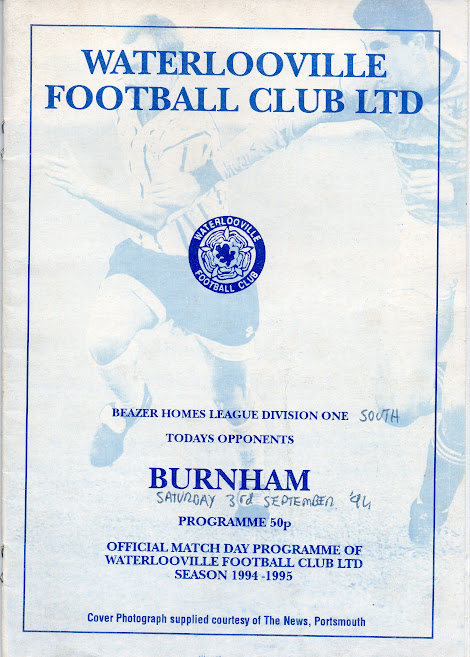 WATERLOOVILLE
FOOTBALL CLUB LTD
WATERLOOVILLE
FOOTBALL CLUB
BEAZER HOMES LEAGUE DIVISION ONE SOUTH
TODAYS OPPONENTS
BURNHAM
SATURDAY 3rd SEPTEMBER '94
PROGRAMME 50p
OFFICIAL MATCH DAY PROGRAMME OF
WATERLOOVILLE FOOTBALL CLUB LTD
SEASON 1994 -1995
Cover Photograph supplied courtesy of The News, Portsmouth